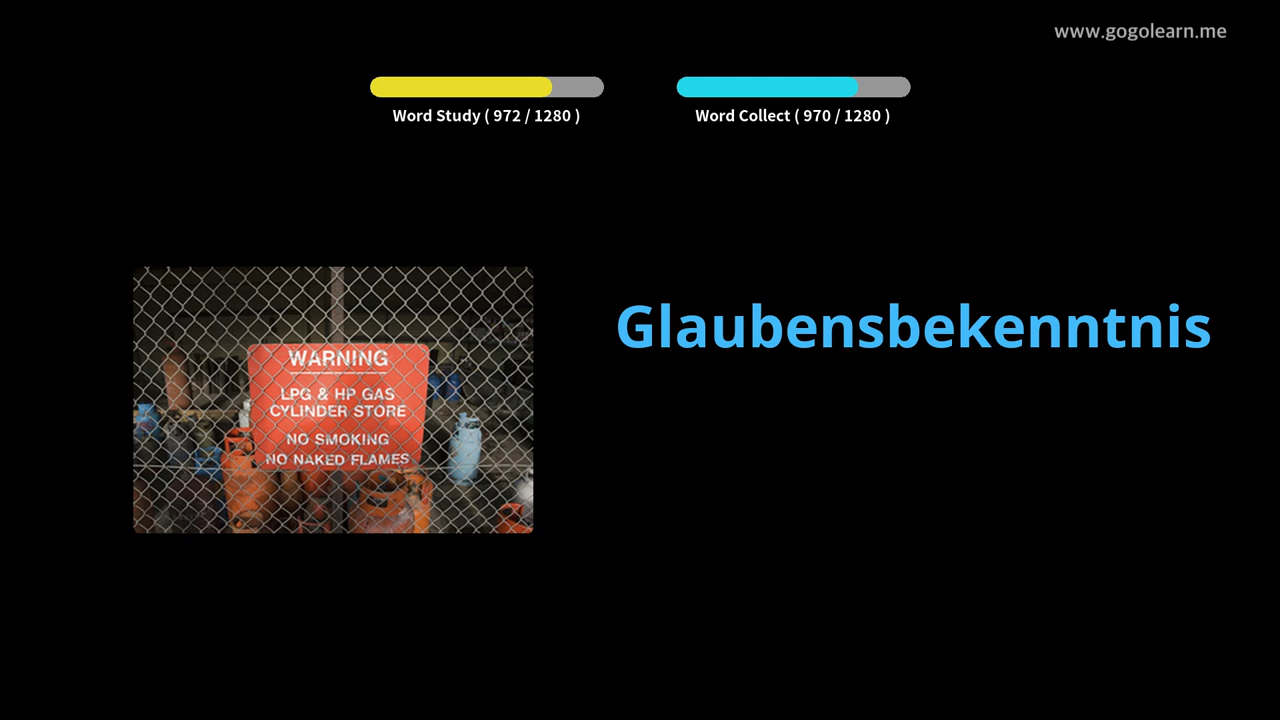 www.gogolearn.me
Word Study ( 972 / 1280 )
Word Collect ( 970 / 1280 )
Glaubensbekenntnis
WARNING
LPG & HP GAS
CYLINDER STORE
NO SMOKING
NO NAKED FLAMES